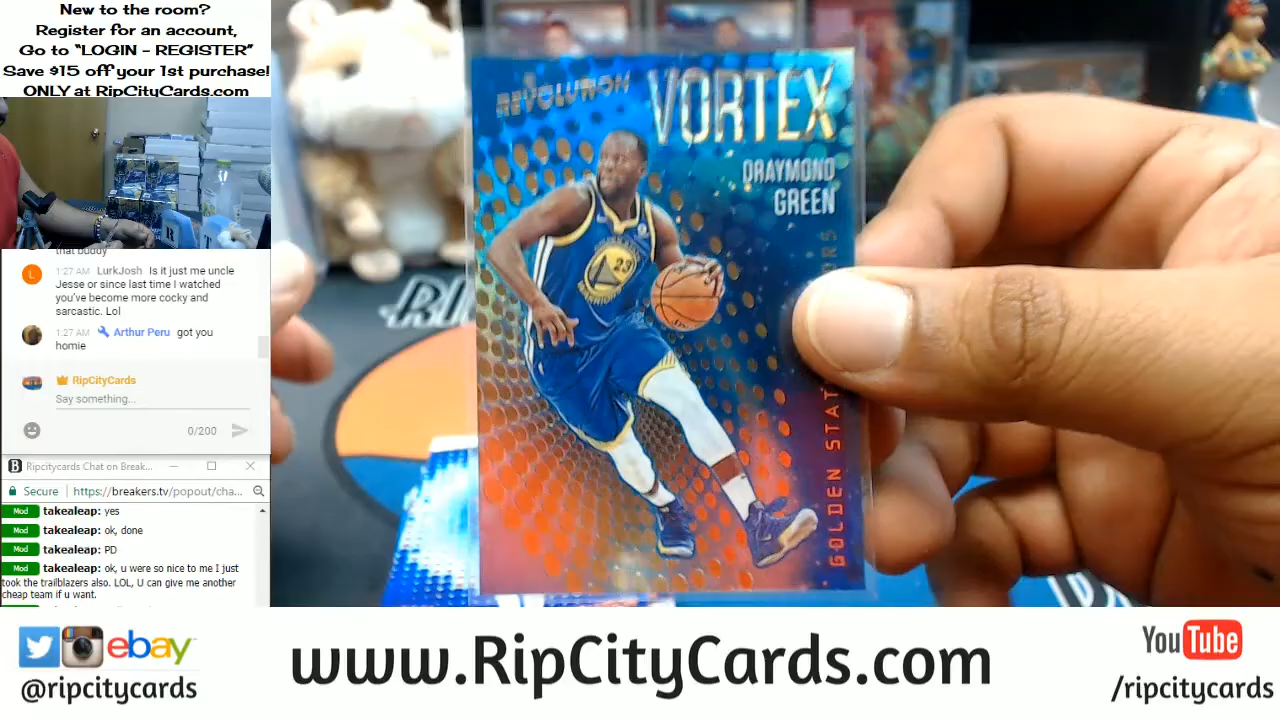 New to the room?
Register for an account,
Go to "LOGIN - REGISTER"
Save $15 off your 1st purchase!
ONLY at RipCityCards.com
that buddy
L 1:27 AM LurkJosh Is it just me uncle
Jesse or since last time I watched
you've become more cocky and
sarcastic. Lol
1:27 AM Arthur Peru got you
homie
RipCityCards
Say something...
0/200
B Ripcitycards Chat on Break...
Secure https://breakers.tv/popout/cha...
Mod takealeap: yes
Mod takealeap: ok, done
Mod takealeap: PD
Mod takealeap: ok, u were so nice to me I just
took the trailblazers also. LOL, U can give me another
cheap team if u want.
REVOLUTION
VORTEX
DRAYMOND
GREEN
23
WARRIORS
GOLDEN STAT
ORS
ebay
@ripcitycards
www.RipCityCards.com
YouTube
/ripcitycards